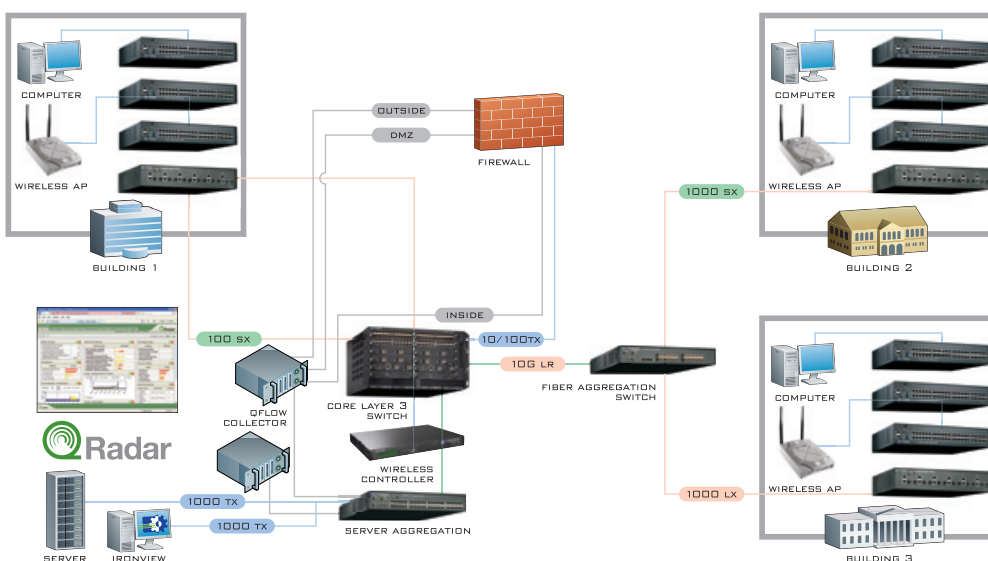 COMPUTER
WIRELESS AP
BUILDING 1
OUTSIDE
DMZ
FIREWALL
INSIDE
10/100TX
100 SX
10G LR
1000 SX
1000 LX
COMPUTER
WIRELESS AP
BUILDING 2
QFLOW
COLLECTOR
CORE LAYER 3
SWITCH
FIBER AGGREGATION
SWITCH
COMPUTER
WIRELESS AP
BUILDING 3
QRadar
WIRELESS
CONTROLLER
1000 TX
1000 TX
SERVER AGGREGATION
SERVER
IRONVIEW